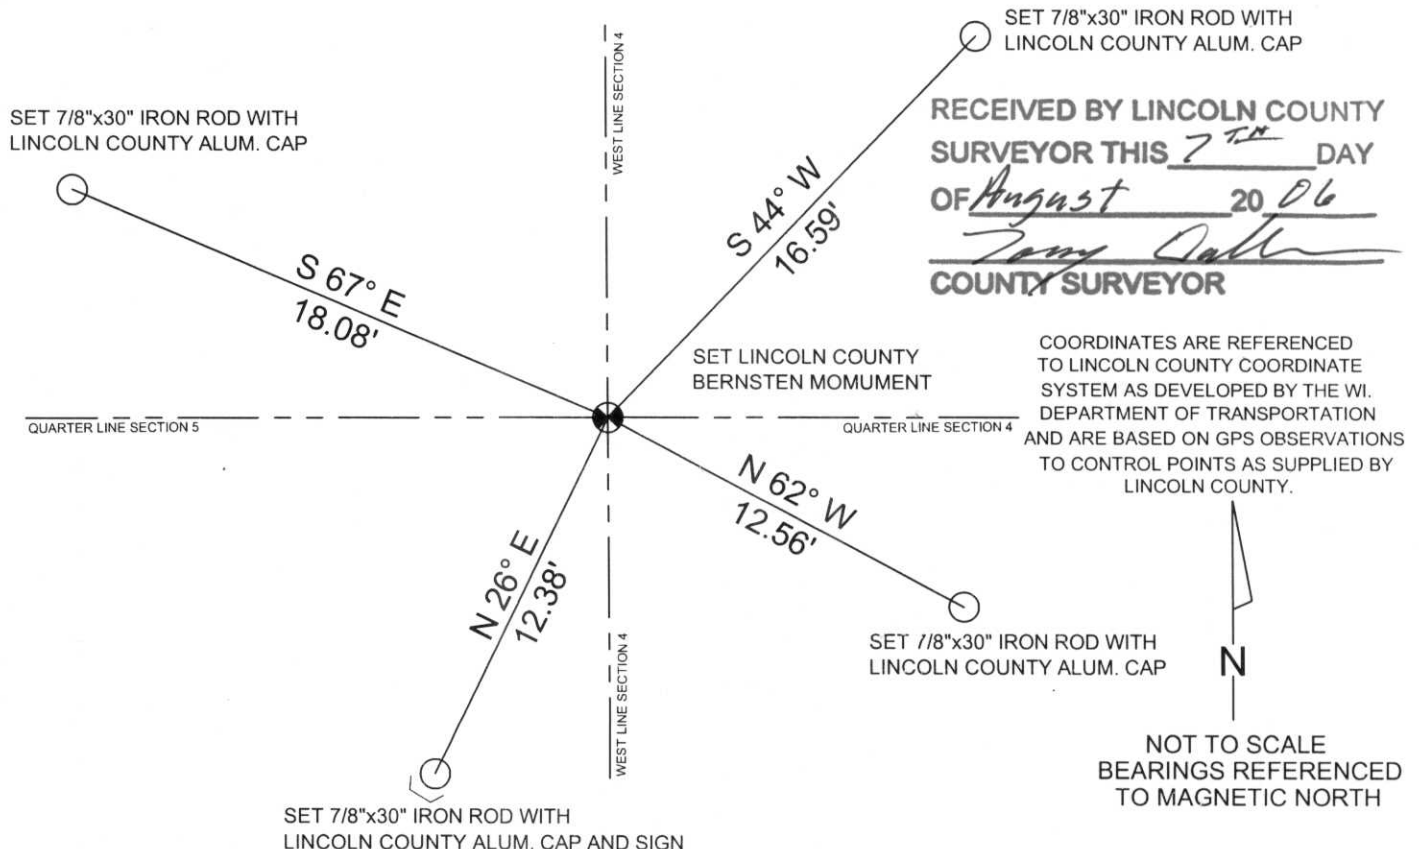 SET 7/8"x30" IRON ROD WITH
LINCOLN COUNTY ALUM. CAP
SET 7/8"x30" IRON ROD WITH
LINCOLN COUNTY ALUM. CAP
WEST LINE SECTION 4
RECEIVED BY LINCOLN COUNTY
SURVEYOR THIS 7TH DAY
OF August 20 06
COUNTY SURVEYOR
S 44° W
16.59'
S 67° E
18.08'
SET LINCOLN COUNTY
BERNSTEN MOMUMENT
COORDINATES ARE REFERENCED
TO LINCOLN COUNTY COORDINATE
SYSTEM AS DEVELOPED BY THE WI.
DEPARTMENT OF TRANSPORTATION
AND ARE BASED ON GPS OBSERVATIONS
TO CONTROL POINTS AS SUPPLIED BY
LINCOLN COUNTY.
QUARTER LINE SECTION 5
QUARTER LINE SECTION 4
N 62° W
12.56'
N 26° E
12.38'
WEST LINE SECTION 4
SET 7/8"x30" IRON ROD WITH
LINCOLN COUNTY ALUM. CAP
N
NOT TO SCALE
BEARINGS REFERENCED
TO MAGNETIC NORTH
SET 7/8"x30" IRON ROD WITH
LINCOLN COUNTY ALUM. CAP AND SIGN